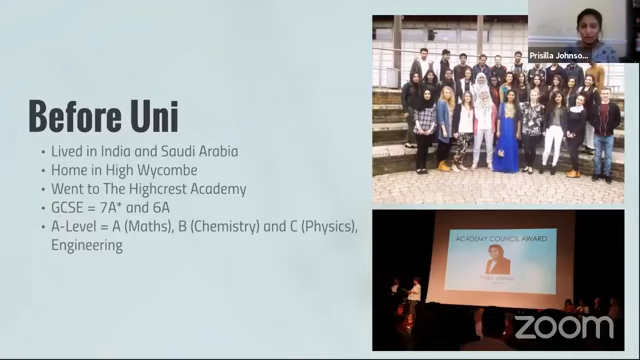 Prisilla Johnso...
Before Uni
• Lived in India and Saudi Arabia
• Home in High Wycombe
• Went to The Highcrest Academy
• GCSE = 7A* and 6A
• A-Level = A (Maths), B (Chemistry) and C (Physics),
Engineering
ACADEMY COUNCIL AWARD
zoom